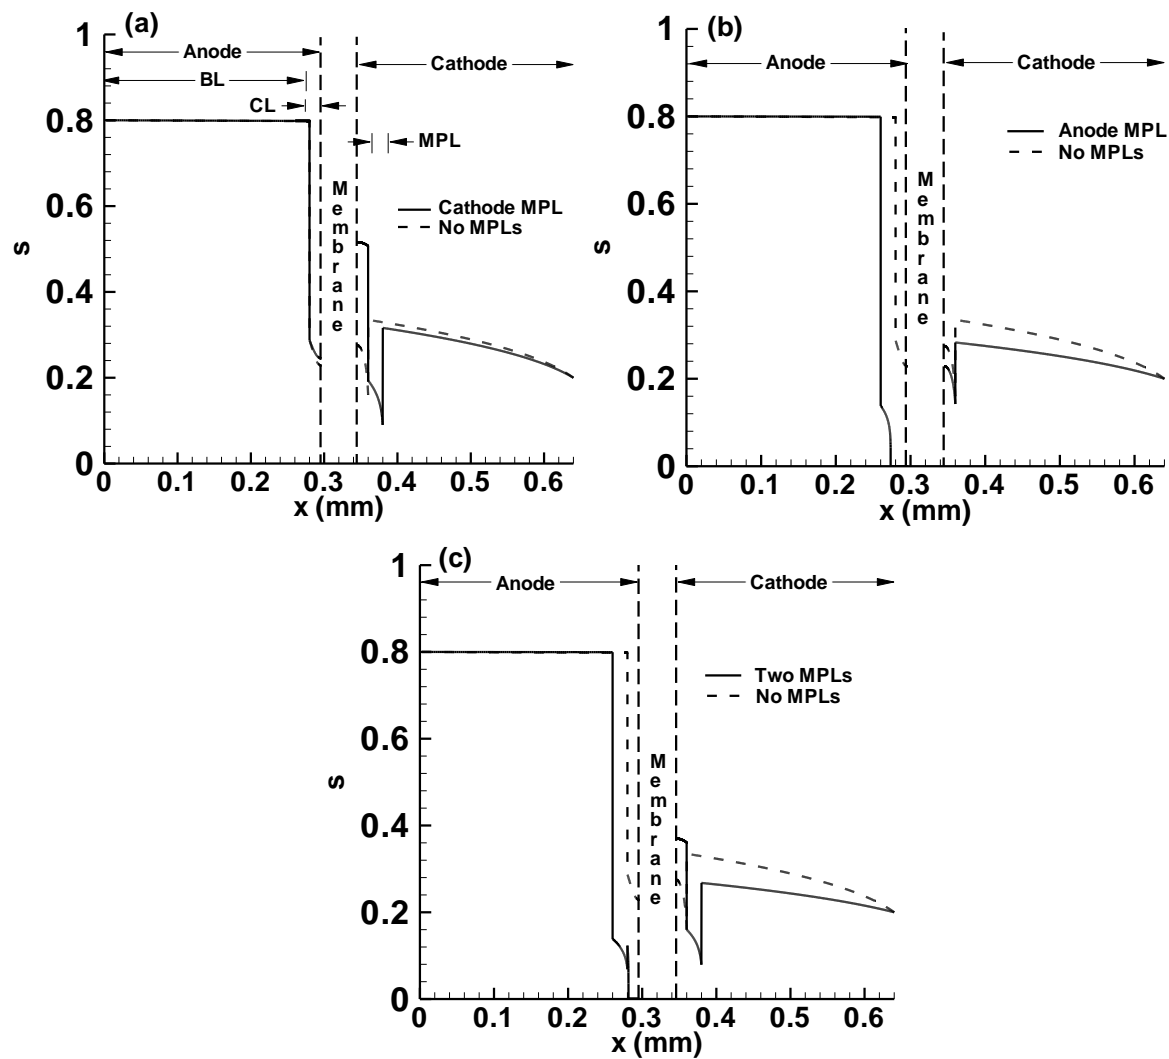 (a)
Anode
BL
CL
Cathode
MPL
Membrane
Cathode MPL
No MPLs
s
1
0.8
0.6
0.4
0.2
0
0 0.1 0.2 0.3 0.4 0.5 0.6
x (mm)
(b)
Anode
Cathode
Membrane
Anode MPL
No MPLs
s
1
0.8
0.6
0.4
0.2
0
0 0.1 0.2 0.3 0.4 0.5 0.6
x (mm)
(c)
Anode
Cathode
Membrane
Two MPLs
No MPLs
s
1
0.8
0.6
0.4
0.2
0
0 0.1 0.2 0.3 0.4 0.5 0.6
x (mm)